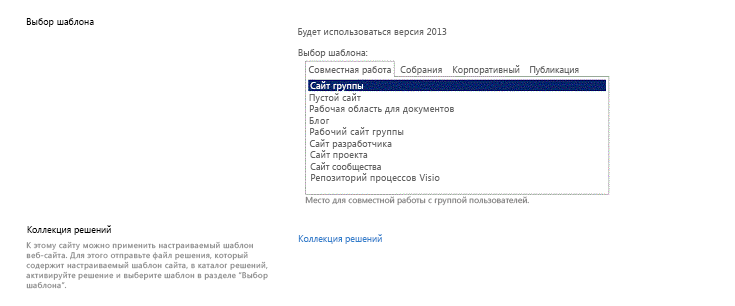 Выбор шаблона
Будет использоваться версия 2013
Выбор шаблона:
Совместная работа Собрания Корпоративный Публикация
Сайт группы
Пустой сайт
Рабочая область для документов
Блог
Рабочий сайт группы
Сайт разработчика
Сайт проекта
Сайт сообщества
Репозиторий процессов Visio
Место для совместной работы с группой пользователей.
Коллекция решений
К этому сайту можно применить настраиваемый шаблон
веб-сайта. Для этого отправьте файл решения, который
содержит настраиваемый шаблон сайта, в каталог решений,
активируйте решение и выберите шаблон в разделе "Выбор
шаблона".
Коллекция решений